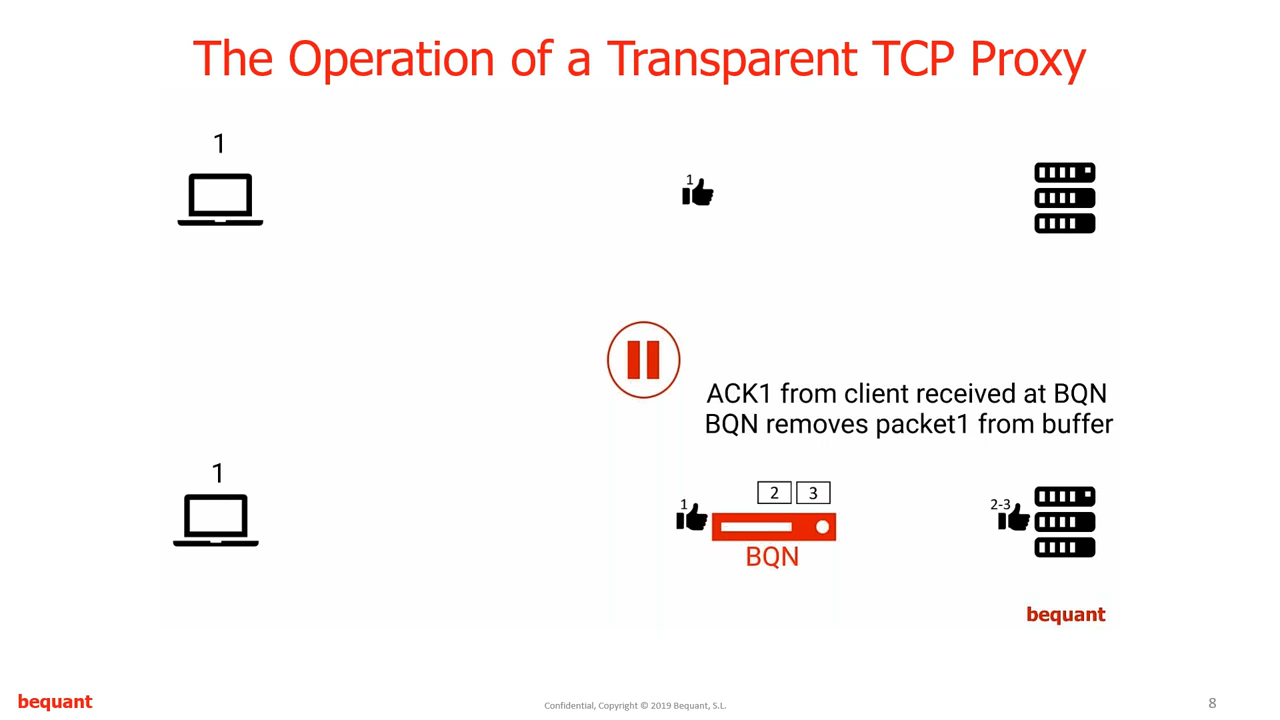 The Operation of a Transparent TCP Proxy
1
1
ACK1 from client received at BQN
BQN removes packet1 from buffer
1
2 3
1
2-3
BQN
bequant
bequant
Confidential, Copyright © 2019 Bequant, S.L.
8